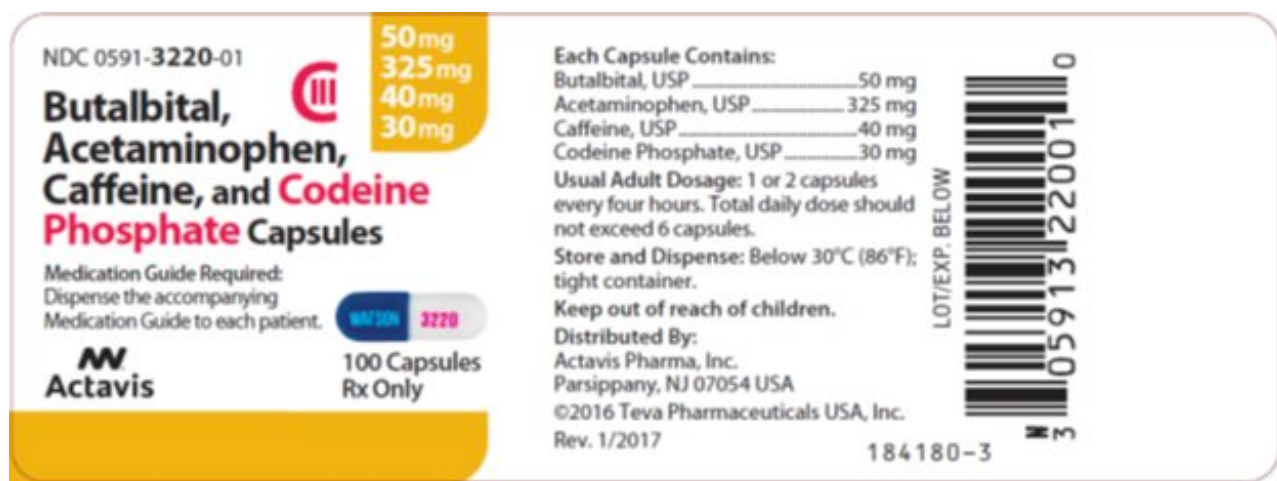 NDC 0591-3220-01
CIII
50 mg
325 mg
40 mg
30 mg
Butalbital,
Acetaminophen,
Caffeine, and Codeine
Phosphate Capsules
Medication Guide Required:
Dispense the accompanying
Medication Guide to each patient.
WATSON 3220
Actavis
100 Capsules
Rx Only
Each Capsule Contains:
Butalbital, USP 50 mg
Acetaminophen, USP 325 mg
Caffeine, USP 40 mg
Codeine Phosphate, USP 30 mg
Usual Adult Dosage: 1 or 2 capsules
every four hours. Total daily dose should
not exceed 6 capsules.
Store and Dispense: Below 30°C (86°F);
tight container.
Keep out of reach of children.
Distributed By:
Actavis Pharma, Inc.
Parsippany, NJ 07054 USA
©2016 Teva Pharmaceuticals USA, Inc.
Rev. 1/2017
184180-3
LOT/EXP. BELOW
N 3 05913 22001 0